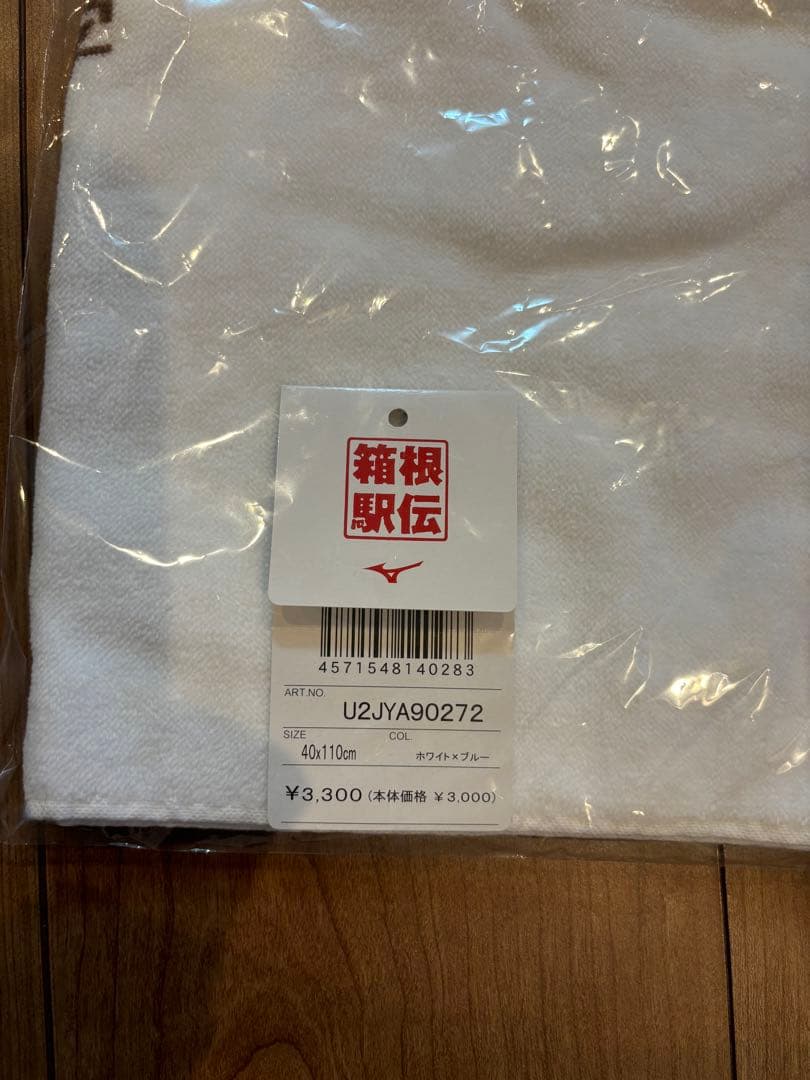 箱根
駅伝
4571548140283
ART.NO.
U2JYA90272
SIZE COL.
40x110cm ホワイト×ブルー
¥3,300(本体価格 ¥3,000)